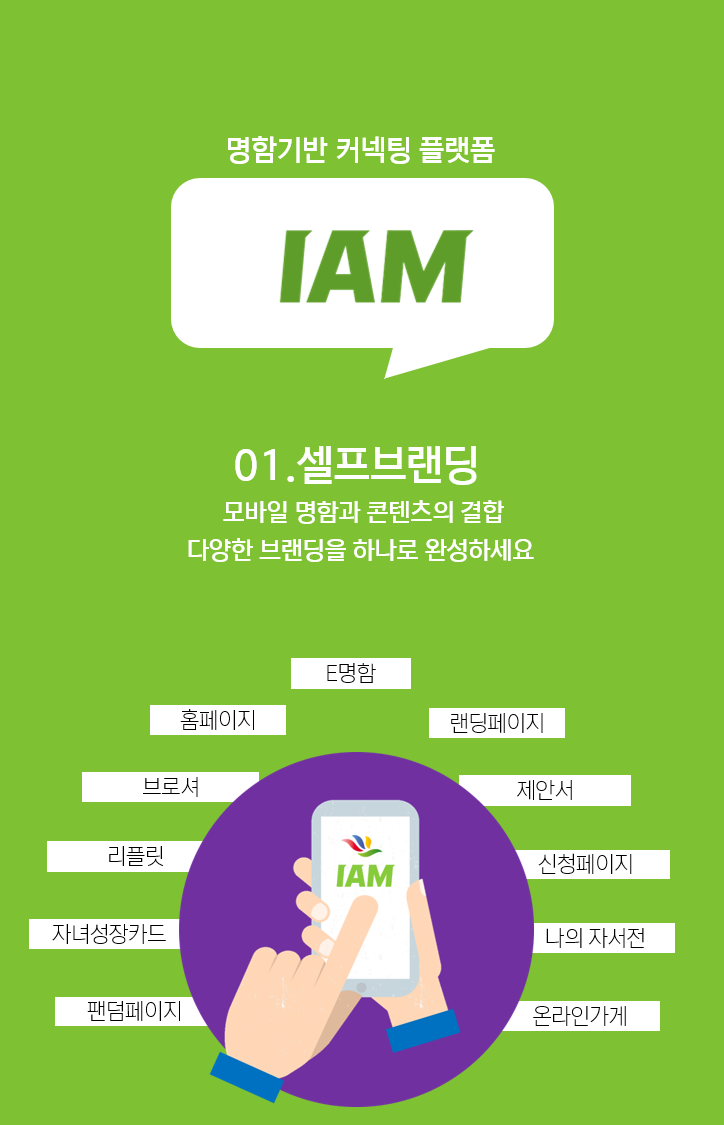 명함기반 커넥팅 플랫폼
IAM
01.셀프브랜딩
모바일 명함과 콘텐츠의 결합
다양한 브랜딩을 하나로 완성하세요
E명함
홈페이지
랜딩페이지
브로셔
제안서
리플릿
신청페이지
자녀성장카드
나의 자서전
팬덤페이지
온라인가게
IAM